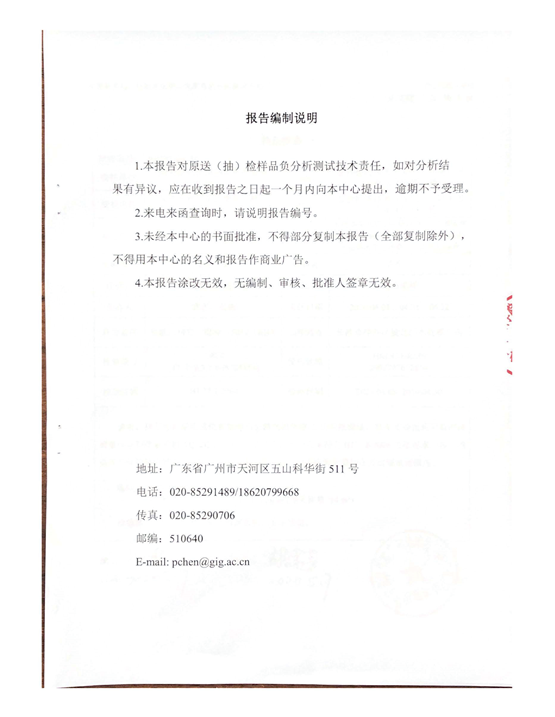 报告编制说明
1.本报告对原送（抽）检样品负分析测试技术责任，如对分析结
果有异议，应在收到报告之日起一个月内向本中心提出，逾期不予受理。
2.来电来函查询时，请说明报告编号。
3.未经本中心的书面批准，不得部分复制本报告（全部复制除外），
不得用本中心的名义和报告作商业广告。
4.本报告涂改无效，无编制、审核、批准人签章无效。
地址：广东省广州市天河区五山科华街 511 号
电话：020-85291489/18620799668
传真：020-85290706
邮编：510640
E-mail: pchen@gig.ac.cn